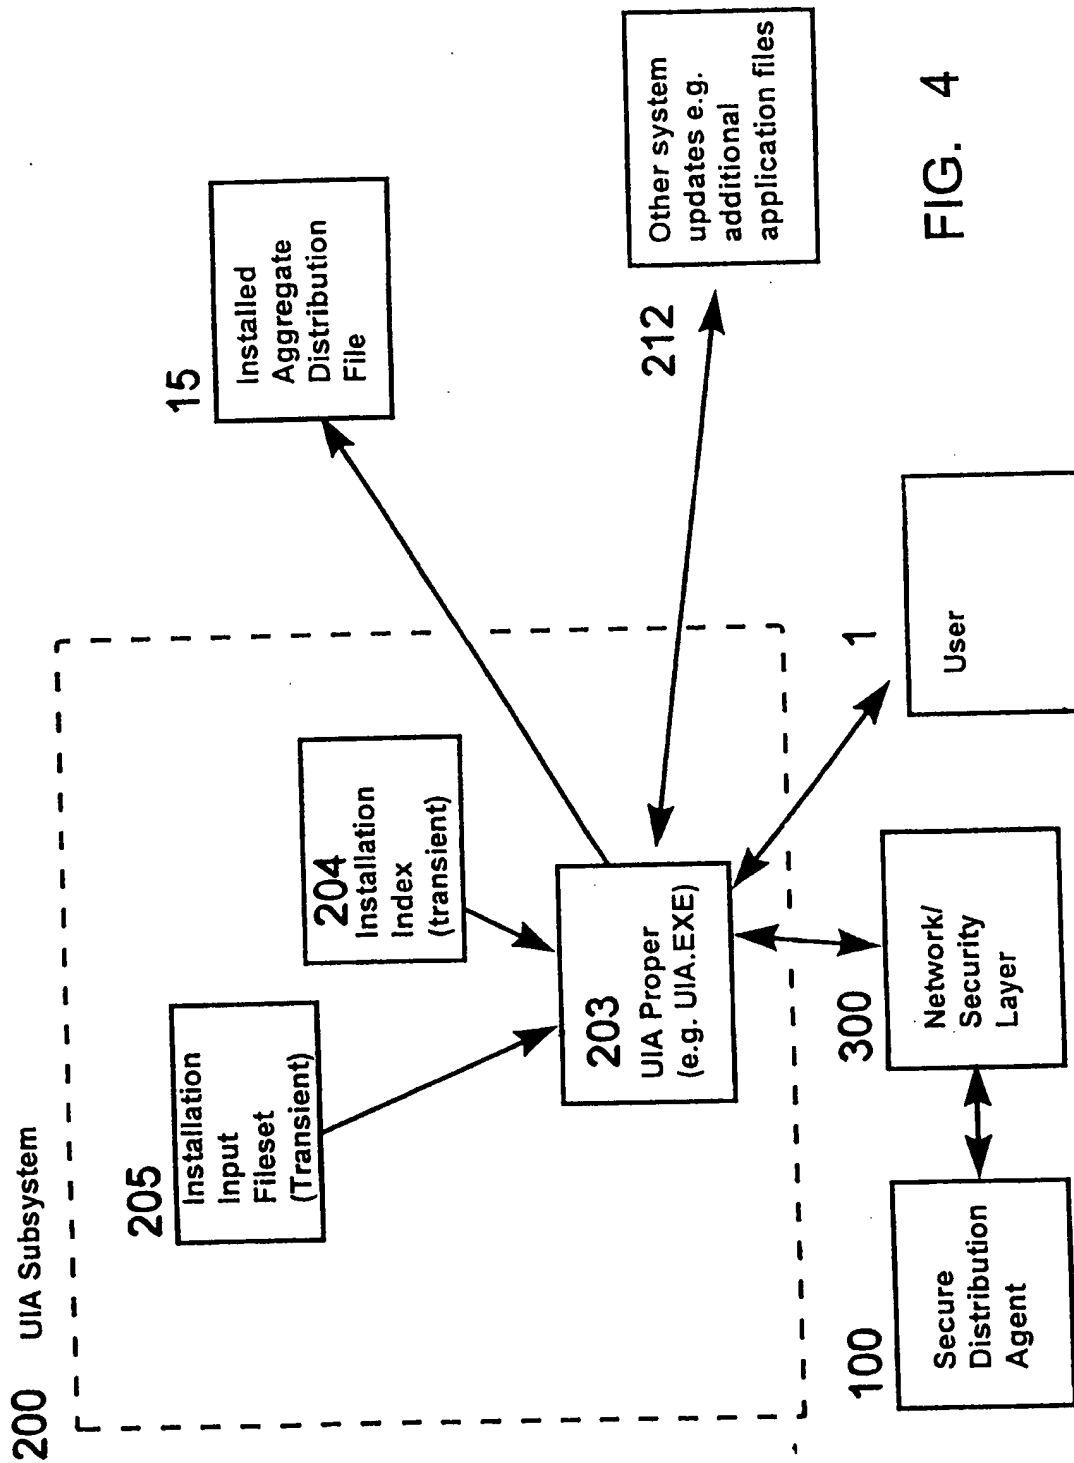 200 UIA Subsystem
205
Installation
Input
Fileset
(Transient)
204
Installation
Index
(transient)
15
Installed
Aggregate
Distribution
File
203
UIA Proper
(e.g. UIA.EXE)
212
Other system
updates e.g.
additional
application files
100
Secure
Distribution
Agent
300
Network/
Security
Layer
1
User
FIG. 4